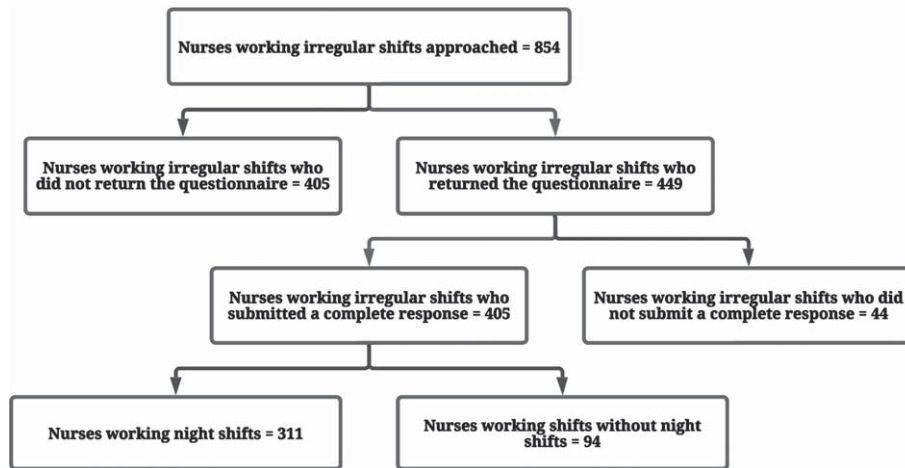 Nurses working irregular shifts approached = 854
Nurses working irregular shifts who
did not return the questionnaire = 405
Nurses working irregular shifts who
returned the questionnaire = 449
Nurses working irregular shifts who
submitted a complete response = 405
Nurses working irregular shifts who did
not submit a complete response = 44
Nurses working night shifts = 311
Nurses working shifts without night
shifts = 94